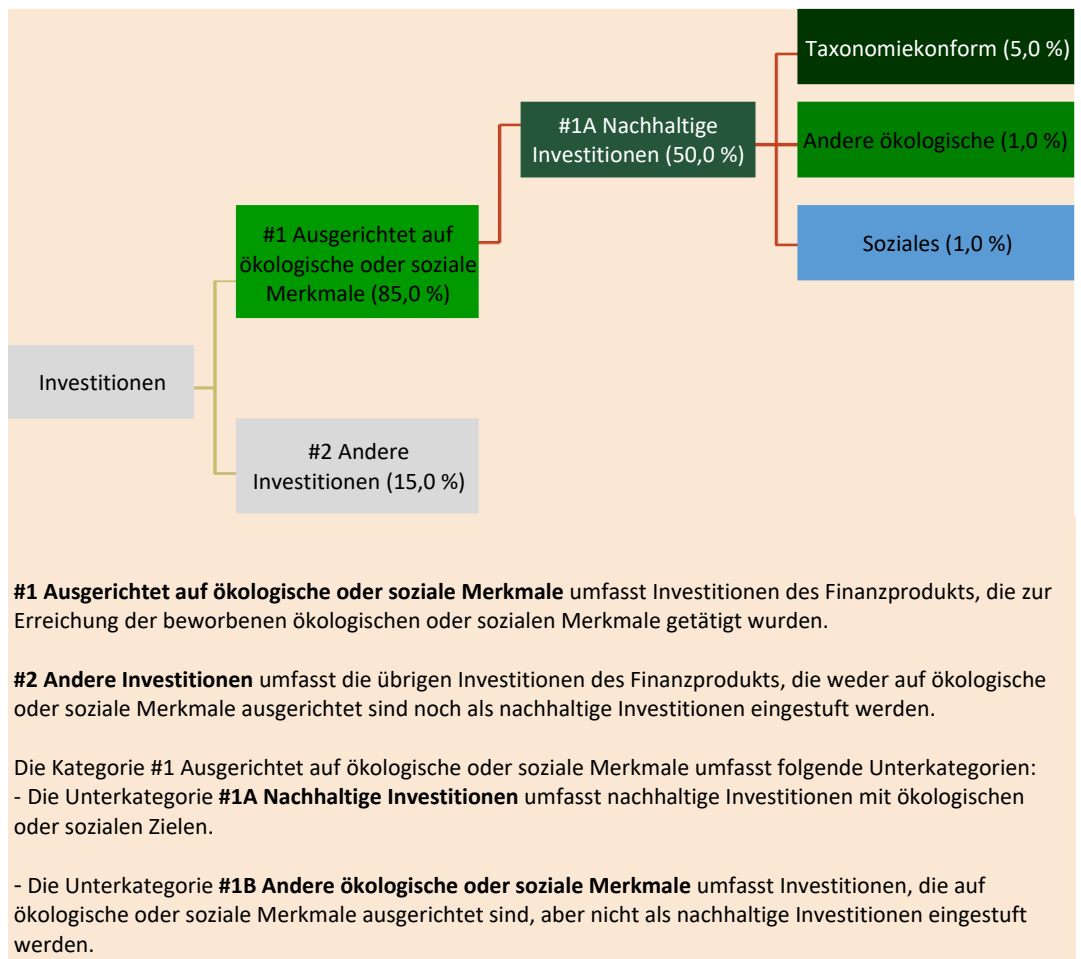 Taxonomiekonform (5,0 %)
#1A Nachhaltige
Investitionen (50,0 %)
Andere ökologische (1,0 %)
#1 Ausgerichtet auf
ökologische oder soziale
Merkmale (85,0 %)
Soziales (1,0 %)
Investitionen
#2 Andere
Investitionen (15,0 %)
#1 Ausgerichtet auf ökologische oder soziale Merkmale umfasst Investitionen des Finanzprodukts, die zur
Erreichung der beworbenen ökologischen oder sozialen Merkmale getätigt wurden.
#2 Andere Investitionen umfasst die übrigen Investitionen des Finanzprodukts, die weder auf ökologische
oder soziale Merkmale ausgerichtet sind noch als nachhaltige Investitionen eingestuft werden.
Die Kategorie #1 Ausgerichtet auf ökologische oder soziale Merkmale umfasst folgende Unterkategorien:
- Die Unterkategorie #1A Nachhaltige Investitionen umfasst nachhaltige Investitionen mit ökologischen
oder sozialen Zielen.
- Die Unterkategorie #1B Andere ökologische oder soziale Merkmale umfasst Investitionen, die auf
ökologische oder soziale Merkmale ausgerichtet sind, aber nicht als nachhaltige Investitionen eingestuft
werden.